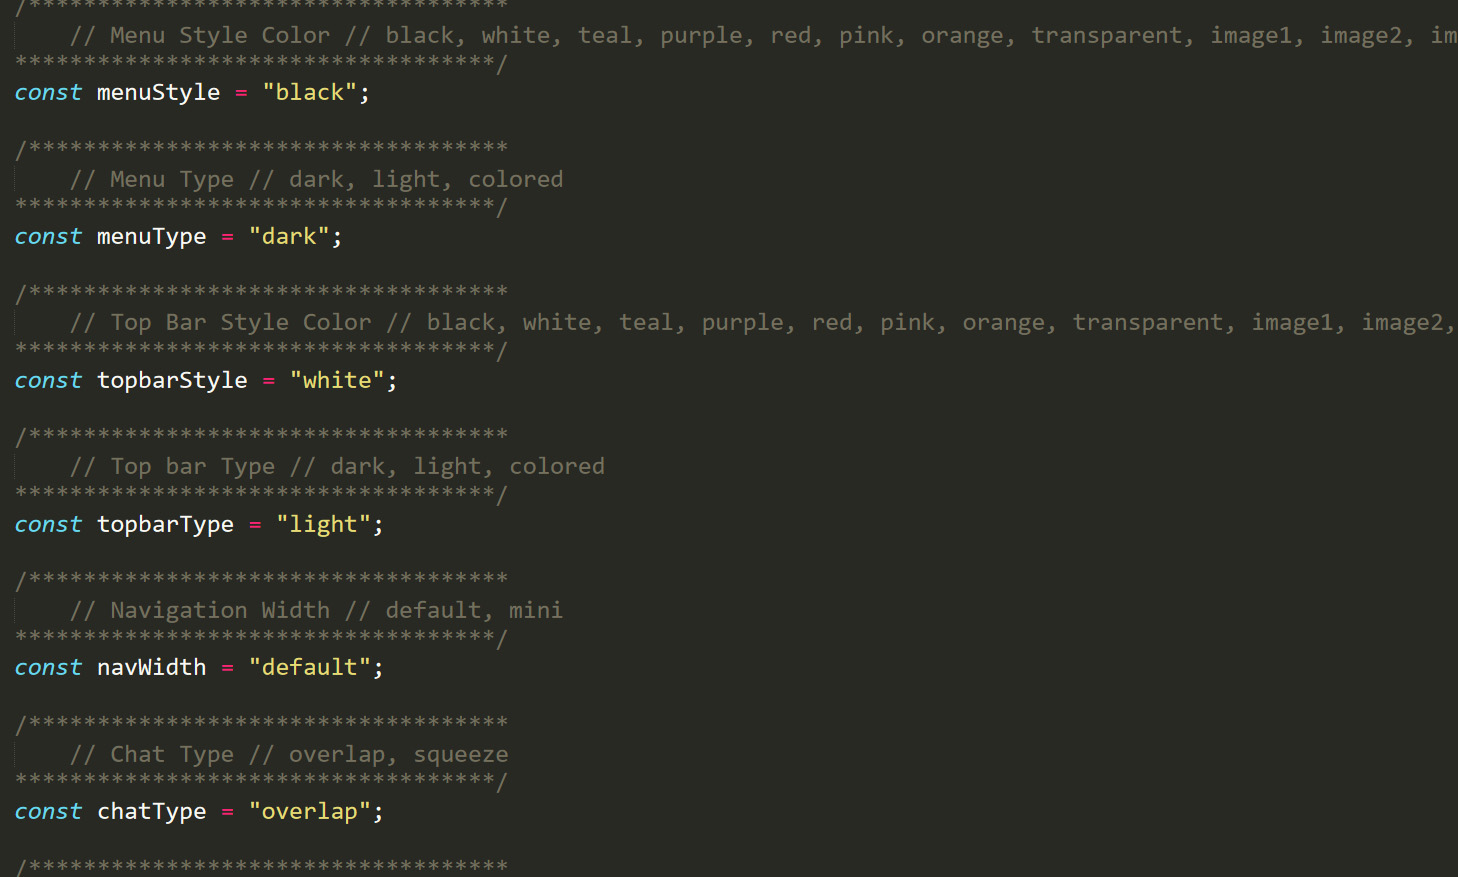 /***********************************
// Menu Style Color // black, white, teal, purple, red, pink, orange, transparent, image1, image2, im
***********************************/
const menuStyle = "black";
/***********************************
// Menu Type // dark, light, colored
***********************************/
const menuType = "dark";
/***********************************
// Top Bar Style Color // black, white, teal, purple, red, pink, orange, transparent, image1, image2,
***********************************/
const topbarStyle = "white";
/***********************************
// Top bar Type // dark, light, colored
***********************************/
const topbarType = "light";
/***********************************
// Navigation Width // default, mini
***********************************/
const navWidth = "default";
/***********************************
// Chat Type // overlap, squeeze
***********************************/
const chatType = "overlap";
/***********************************